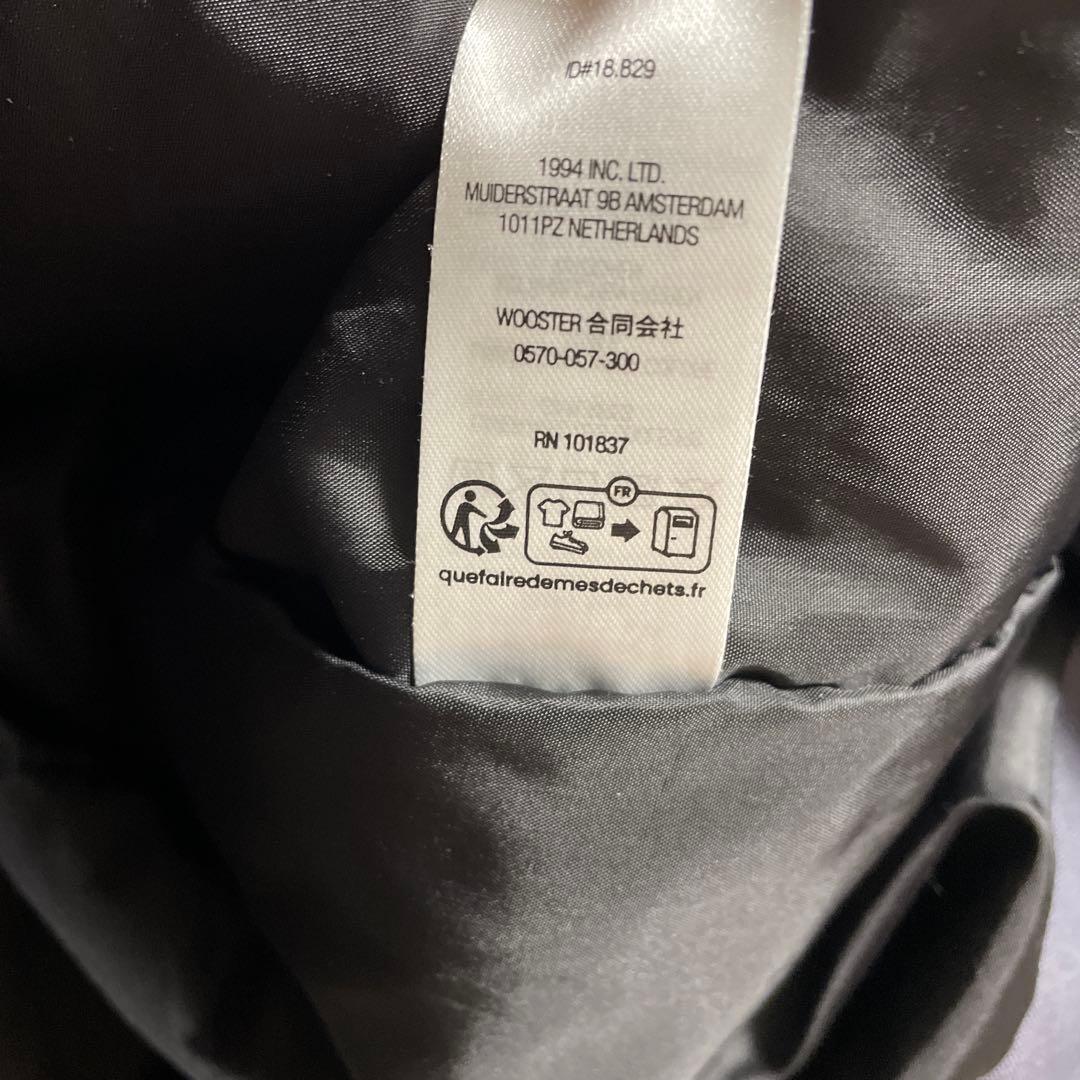 ID#18.B29
1994 INC. LTD.
MUIDERSTRAAT 9B AMSTERDAM
1011PZ NETHERLANDS
WOOSTER 合同会社
0570-057-300
RN 101837
FR
quefairedemesdechets.fr